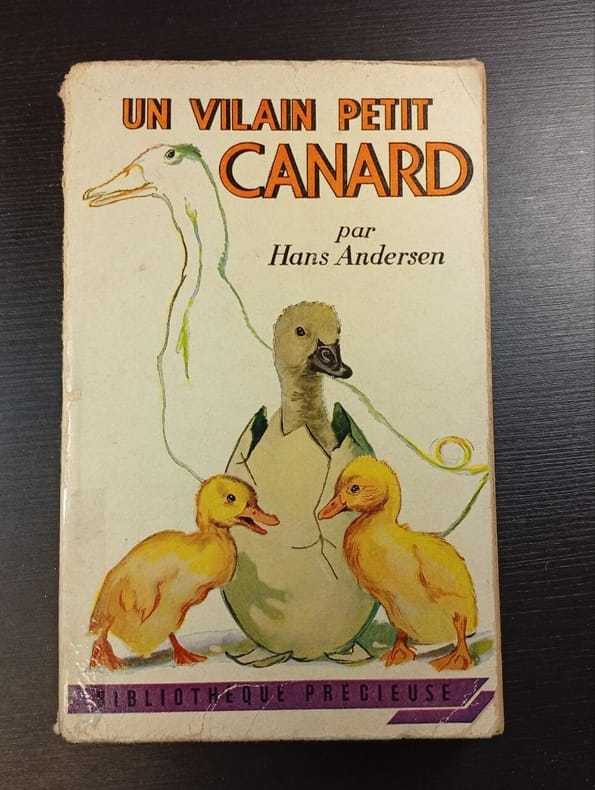 UN VILAIN PETIT
CANARD
par
Hans Andersen
BIBLIOTHÈQUE PRÉCIEUSE